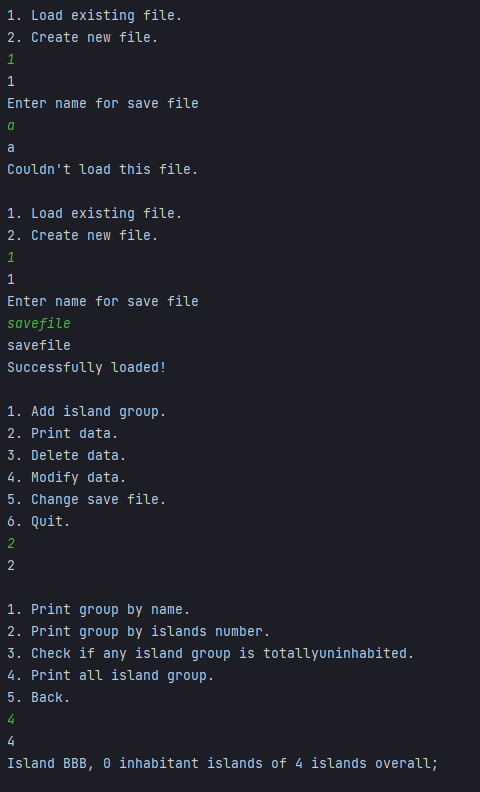 1. Load existing file.
2. Create new file.
1
1
Enter name for save file
a
a
Couldn't load this file.
1. Load existing file.
2. Create new file.
1
1
Enter name for save file
savefile
savefile
Successfully loaded!
1. Add island group.
2. Print data.
3. Delete data.
4. Modify data.
5. Change save file.
6. Quit.
2
2
1. Print group by name.
2. Print group by islands number.
3. Check if any island group is totallyuninhabited.
4. Print all island group.
5. Back.
4
4
Island BBB, 0 inhabitant islands of 4 islands overall;